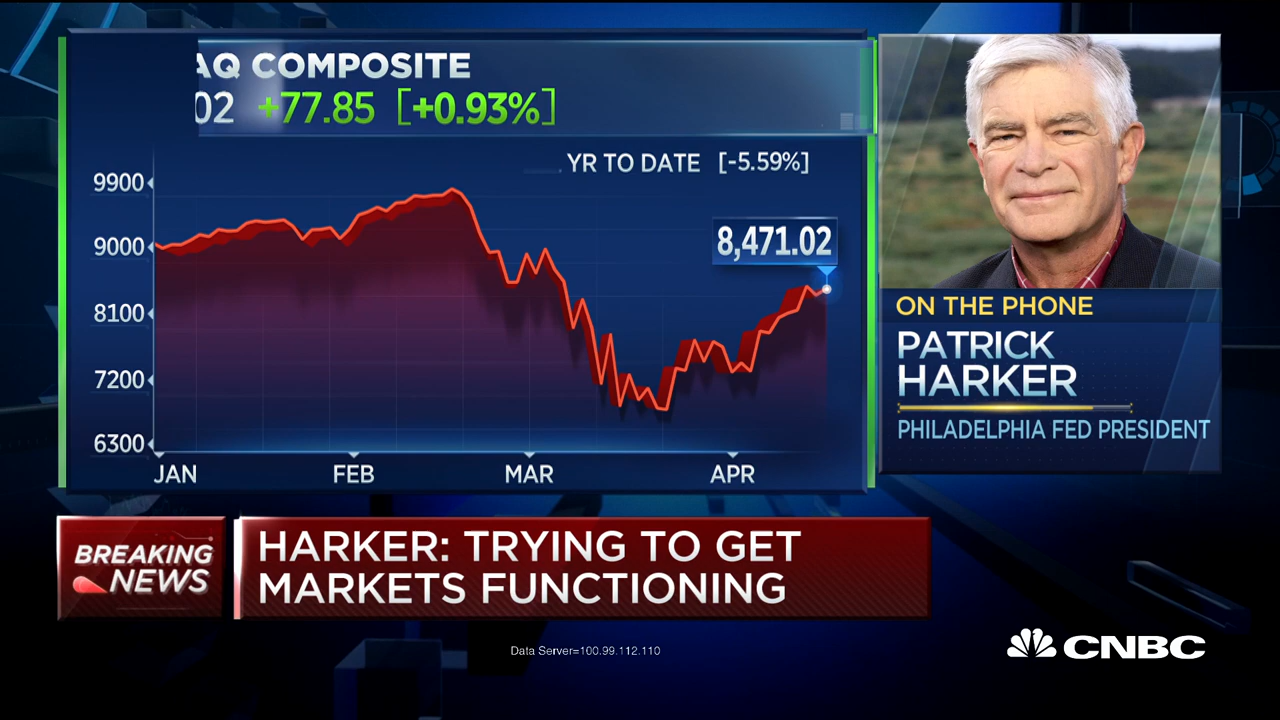 AQ COMPOSITE
02 +77.85 [+0.93%]
YR TO DATE [-5.59%]
9900
9000
8100
7200
6300
8,471.02
JAN FEB MAR APR
ON THE PHONE
PATRICK
HARKER
PHILADELPHIA FED PRESIDENT
BREAKING
NEWS
HARKER: TRYING TO GET
MARKETS FUNCTIONING
Data Server=100.99.112.110
CNBC